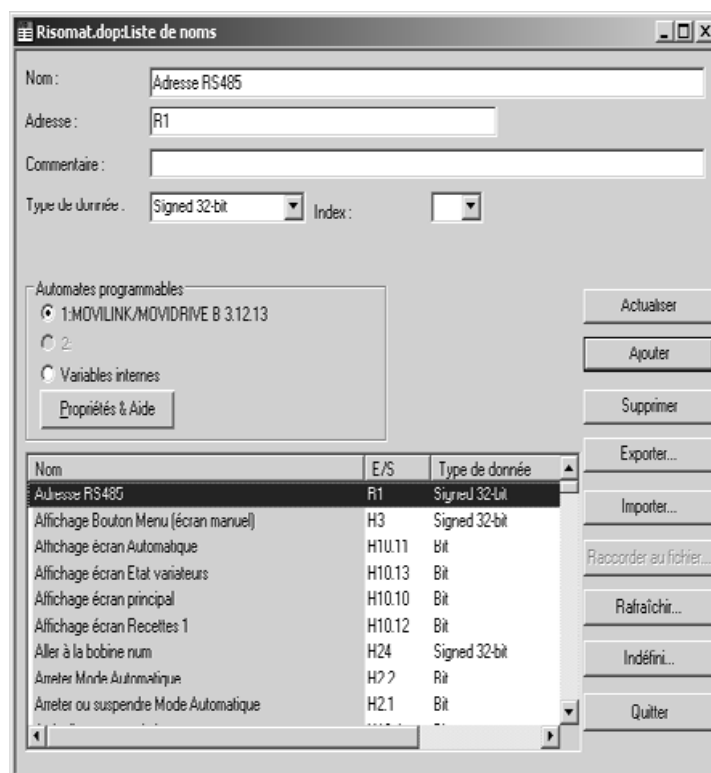 Risomat.dop:Liste de noms
Nom :
Adresse RS485
Adresse :
R1
Commentaire :
Type de donnée :
Signed 32-bit
Index :
Automates programmables
1:MOVILINK/MOVIDRIVE B 3.12.13
2:
Variables internes
Propriétés & Aide
Actualiser
Ajouter
Supprimer
Exporter...
Importer...
Raccorder au fichier...
Rafraîchir...
Indéfini...
Quitter
Nom E/S Type de donnée
Adresse RS485 R1 Signed 32-bit
Affichage Bouton Menu (écran manuel) H3 Signed 32-bit
Affichage écran Automatique H10.11 Bit
Affichage écran Etat variateurs H10.13 Bit
Affichage écran principal H10.10 Bit
Affichage écran Recettes 1 H10.12 Bit
Aller à la bobine num H24 Signed 32-bit
Arreter Mode Automatique H2.2 Bit
Arreter ou suspendre Mode Automatique H2.1 Bit